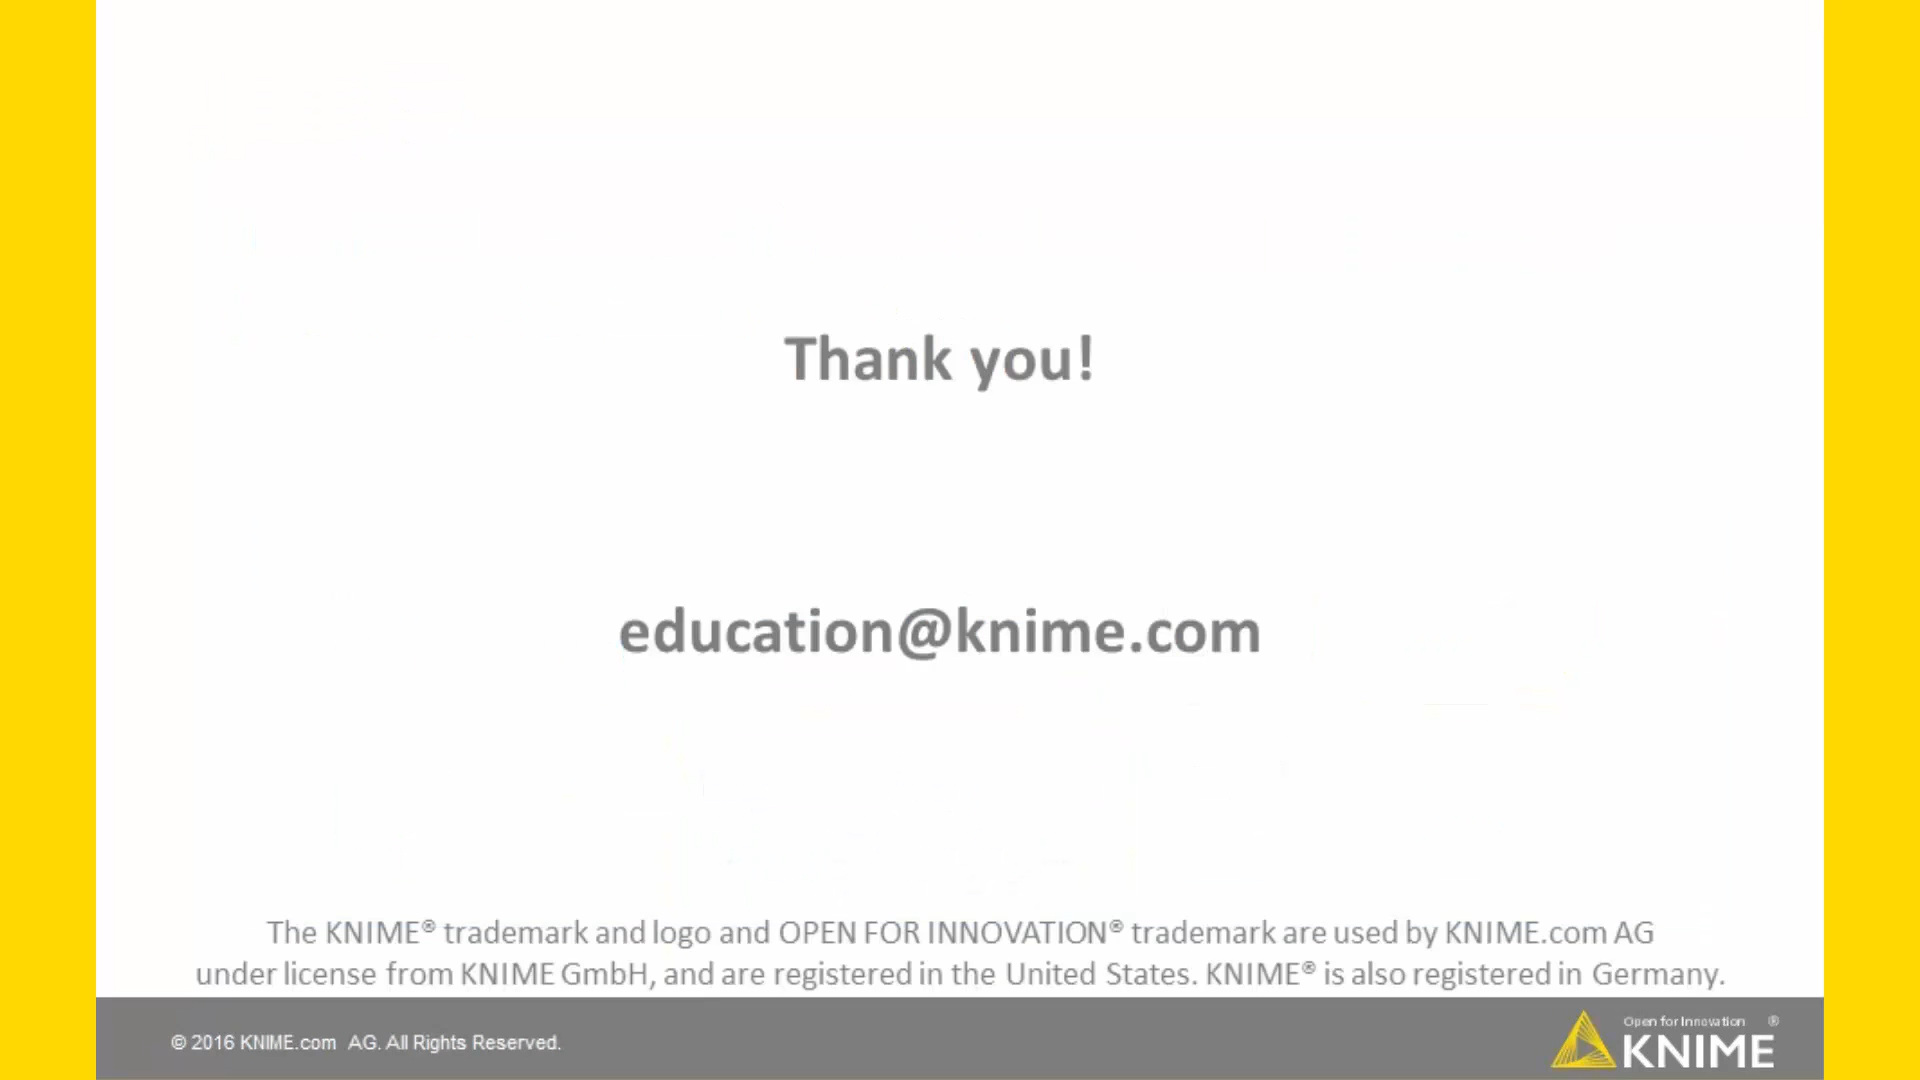 Thank you!
education@knime.com
The KNIME® trademark and logo and OPEN FOR INNOVATION® trademark are used by KNIME.com AG
under license from KNIME GmbH, and are registered in the United States. KNIME® is also registered in Germany.
© 2016 KNIME.com  AG. All Rights Reserved.
Open for Innovation ®
KNIME